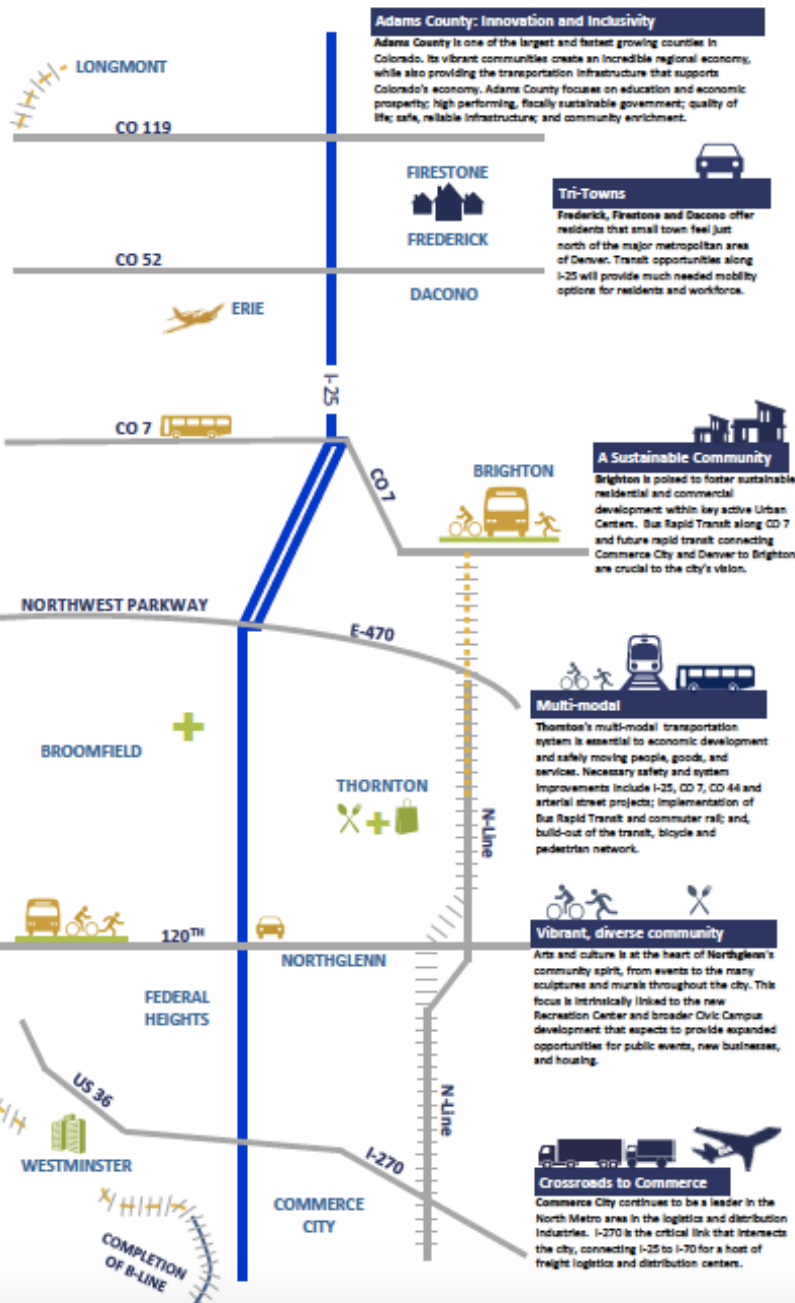 Adams County: Innovation and Inclusivity
Adams County is one of the largest and fastest growing counties in
Colorado. Its vibrant communities create an incredible regional economy,
while also providing the transportation infrastructure that supports
Colorado's economy. Adams County focuses on education and economic
prosperity; high performing, fiscally sustainable government; quality of
life; safe, reliable infrastructure; and community enrichment.
LONGMONT
CO 119
FIRESTONE
FREDERICK
Tri-Towns
Frederick, Firestone and Dacono offer
residents that small town feel just
north of the major metropolitan area
of Denver. Transit opportunities along
I-25 will provide much needed mobility
options for residents and workforce.
CO 52
DACONO
ERIE
I-25
CO 7
CO 7
BRIGHTON
A Sustainable Community
Brighton is poised to foster sustainable
residential and commercial
development within key active Urban
Centers. Bus Rapid Transit along CO 7
and future rapid transit connecting
Commerce City and Denver to Brighton
are crucial to the city's vision.
NORTHWEST PARKWAY
E-470
Multi-modal
Thornton's multi-modal transportation
system is essential to economic development
and safely moving people, goods, and
services. Necessary safety and system
improvements include I-25, CO 7, CO 44 and
arterial street projects; implementation of
Bus Rapid Transit and commuter rail; and,
build-out of the transit, bicycle and
pedestrian network.
BROOMFIELD
THORNTON
N-Line
120TH
NORTHGLENN
Vibrant, diverse community
Arts and culture is at the heart of Northglenn's
community spirit, from events to the many
sculptures and murals throughout the city. This
focus is intrinsically linked to the new
Recreation Center and broader Civic Campus
development that expects to provide expanded
opportunities for public events, new businesses,
and housing.
FEDERAL
HEIGHTS
US 36
N-Line
WESTMINSTER
I-270
COMMERCE
CITY
COMPLETION
OF B-LINE
Crossroads to Commerce
Commerce City continues to be a leader in the
North Metro area in the logistics and distribution
industries. I-270 is the critical link that intersects
the city, connecting I-25 to I-70 for a host of
freight logistics and distribution centers.